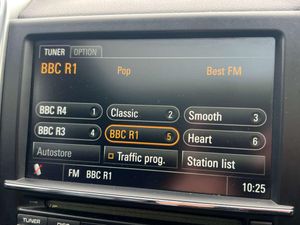 TUNER OPTION
BBC R1 Pop Best FM
BBC R4 1 Classic 2 Smooth 3
BBC R3 4 BBC R1 5 Heart 6
Autostore Traffic prog. Station list
FM BBC R1 10:25
TUNER DISC